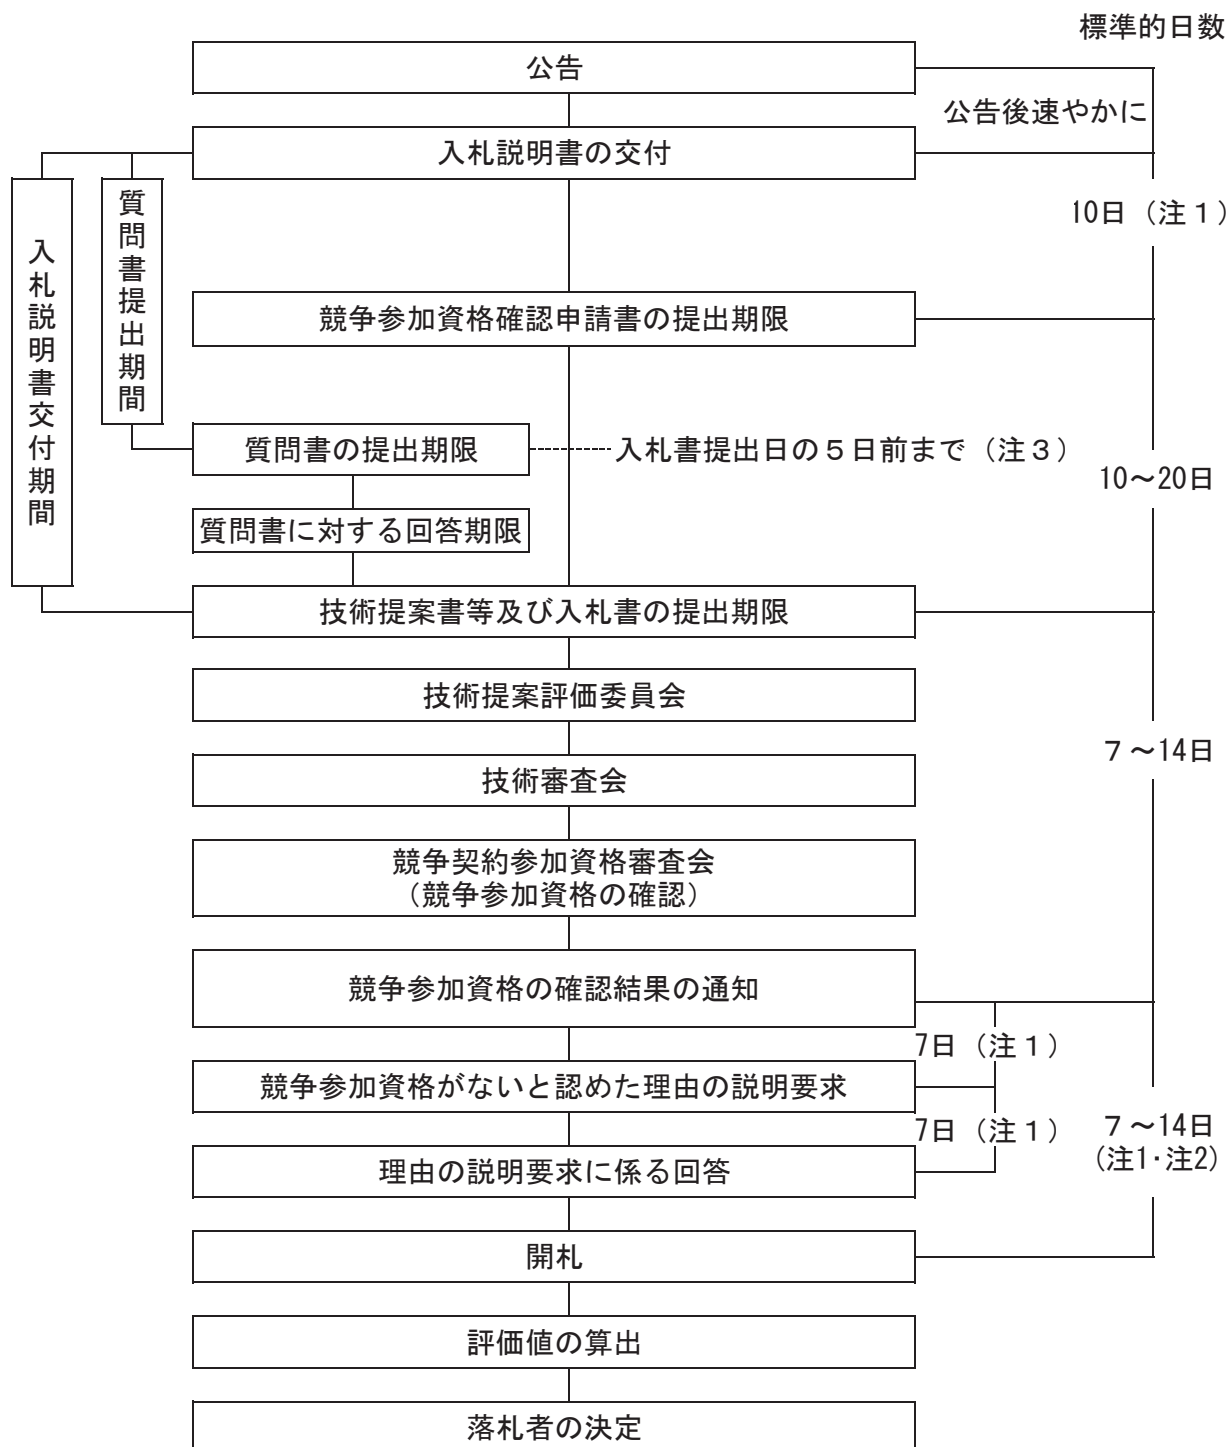 標準的日数
公告
公告後速やかに
入札説明書の交付
質問書提出期間
入札説明書交付期間
10日（注１）
競争参加資格確認申請書の提出期限
質問書の提出期限
入札書提出日の５日前まで（注３）
10～20日
質問書に対する回答期限
技術提案書等及び入札書の提出期限
技術提案評価委員会
７～14日
技術審査会
競争契約参加資格審査会
（競争参加資格の確認）
競争参加資格の確認結果の通知
7日（注１）
競争参加資格がないと認めた理由の説明要求
7日（注１）
７～14日
（注1・注2）
理由の説明要求に係る回答
開札
評価値の算出
落札者の決定